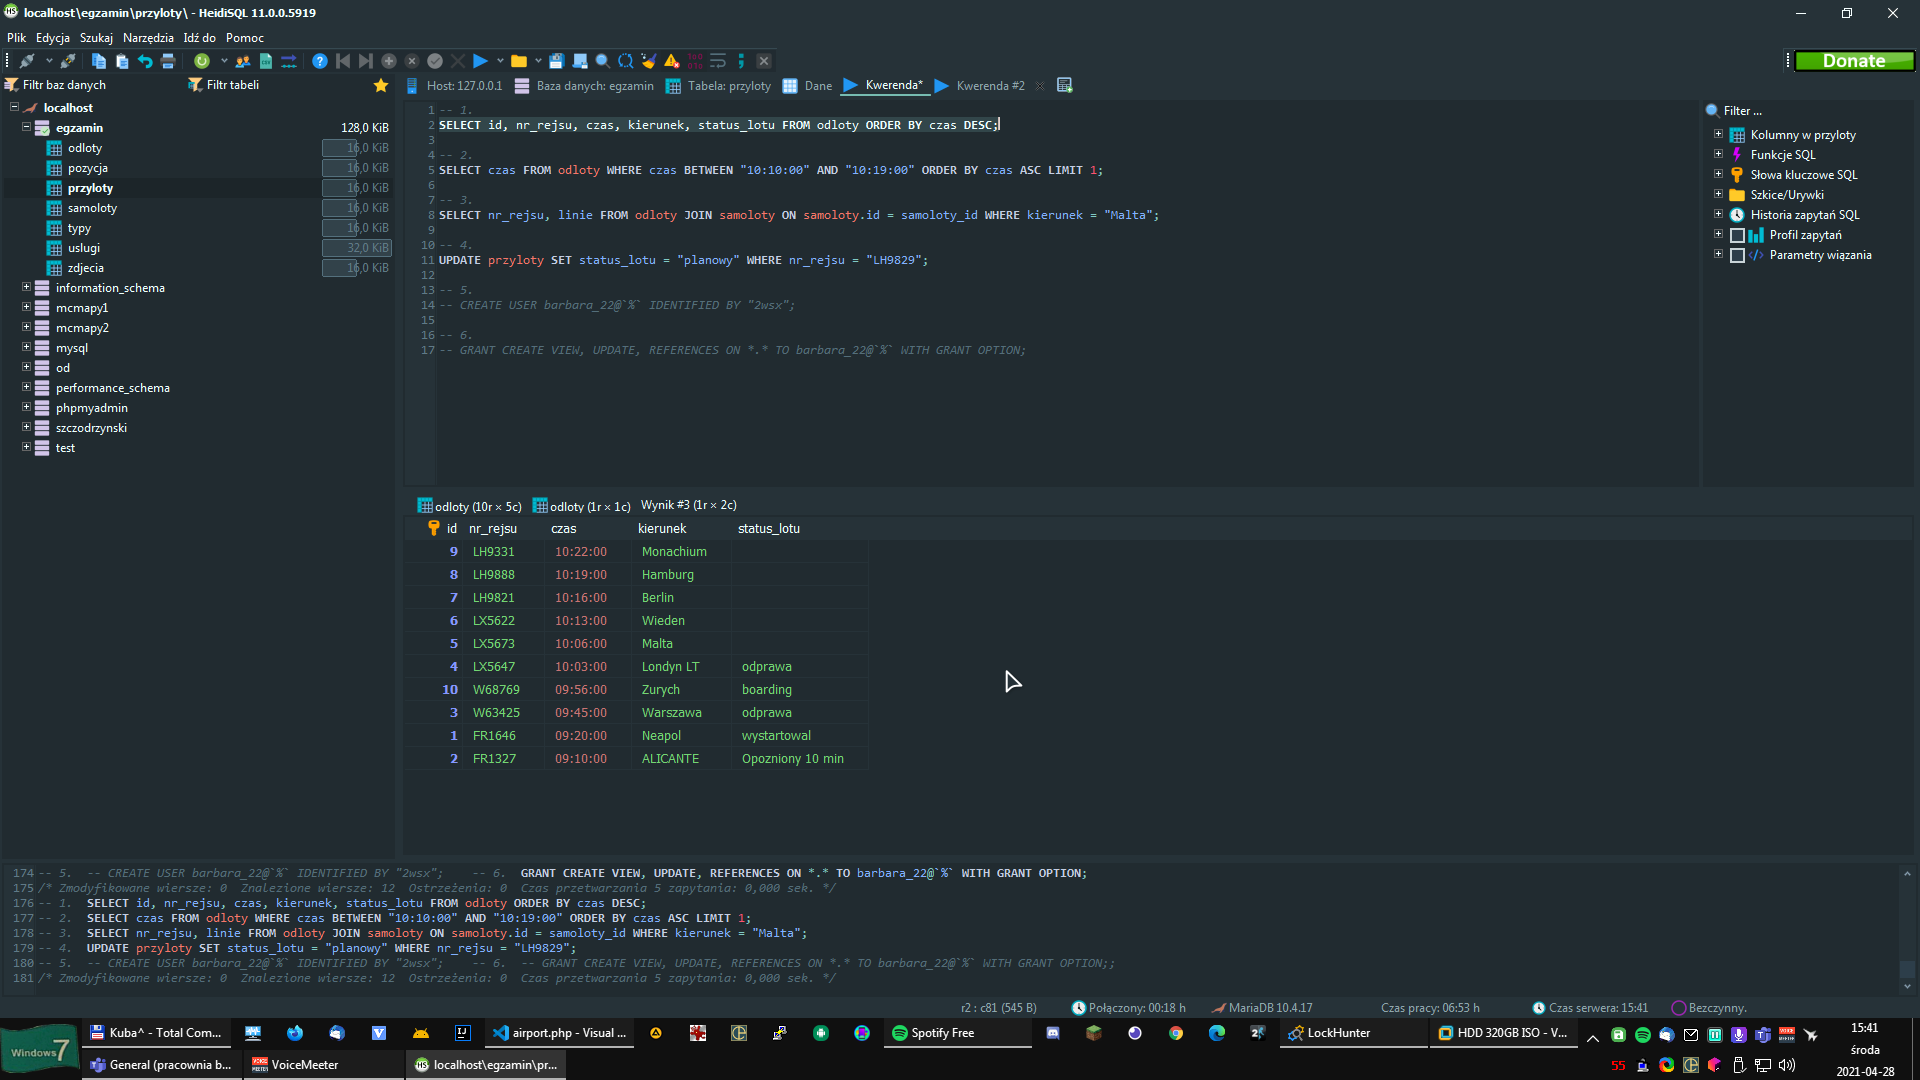 localhost\egzamin\przyloty\ - HeidiSQL 11.0.0.5919
Plik Edycja Szukaj Narzędzia Idź do Pomoc
Donate
Filtr baz danych Filtr tabeli
Host: 127.0.0.1 Baza danych: egzamin Tabela: przyloty Dane Kwerenda* Kwerenda #2
localhost
egzamin 128,0 KiB
odloty 16,0 KiB
pozycja 16,0 KiB
przyloty 16,0 KiB
samoloty 16,0 KiB
typy 16,0 KiB
uslugi 32,0 KiB
zdjecia 16,0 KiB
information_schema
mcmapy1
mcmapy2
mysql
od
performance_schema
phpmyadmin
szczodrzynski
test
1 -- 1.
2 SELECT id, nr_rejsu, czas, kierunek, status_lotu FROM odloty ORDER BY czas DESC;
3
4 -- 2.
5 SELECT czas FROM odloty WHERE czas BETWEEN "10:10:00" AND "10:19:00" ORDER BY czas ASC LIMIT 1;
6
7 -- 3.
8 SELECT nr_rejsu, linie FROM odloty JOIN samoloty ON samoloty.id = samoloty_id WHERE kierunek = "Malta";
9
10 -- 4.
11 UPDATE przyloty SET status_lotu = "planowy" WHERE nr_rejsu = "LH9829";
12
13 -- 5.
14 -- CREATE USER barbara_22@`%` IDENTIFIED BY "2wsx";
15
16 -- 6.
17 -- GRANT CREATE VIEW, UPDATE, REFERENCES ON *.* TO barbara_22@`%` WITH GRANT OPTION;
Filter ...
Kolumny w przyloty
Funkcje SQL
Słowa kluczowe SQL
Szkice/Urywki
Historia zapytań SQL
Profil zapytań
Parametry wiązania
odloty (10r × 5c) odloty (1r × 1c) Wynik #3 (1r × 2c)
id nr_rejsu czas kierunek status_lotu
9 LH9331 10:22:00 Monachium
8 LH9888 10:19:00 Hamburg
7 LH9821 10:16:00 Berlin
6 LX5622 10:13:00 Wieden
5 LX5673 10:06:00 Malta
4 LX5647 10:03:00 Londyn LT odprawa
10 W68769 09:56:00 Zurych boarding
3 W63425 09:45:00 Warszawa odprawa
1 FR1646 09:20:00 Neapol wystartowal
2 FR1327 09:10:00 ALICANTE Opozniony 10 min
174 -- 5. -- CREATE USER barbara_22@`%` IDENTIFIED BY "2wsx"; -- 6. GRANT CREATE VIEW, UPDATE, REFERENCES ON *.* TO barbara_22@`%` WITH GRANT OPTION;
175 /* Zmodyfikowane wiersze: 0 Znalezione wiersze: 12 Ostrzeżenia: 0 Czas przetwarzania 5 zapytania: 0,000 sek. */
176 -- 1. SELECT id, nr_rejsu, czas, kierunek, status_lotu FROM odloty ORDER BY czas DESC;
177 -- 2. SELECT czas FROM odloty WHERE czas BETWEEN "10:10:00" AND "10:19:00" ORDER BY czas ASC LIMIT 1;
178 -- 3. SELECT nr_rejsu, linie FROM odloty JOIN samoloty ON samoloty.id = samoloty_id WHERE kierunek = "Malta";
179 -- 4. UPDATE przyloty SET status_lotu = "planowy" WHERE nr_rejsu = "LH9829";
180 -- 5. -- CREATE USER barbara_22@`%` IDENTIFIED BY "2wsx"; -- 6. -- GRANT CREATE VIEW, UPDATE, REFERENCES ON *.* TO barbara_22@`%` WITH GRANT OPTION;;
181 /* Zmodyfikowane wiersze: 0 Znalezione wiersze: 12 Ostrzeżenia: 0 Czas przetwarzania 5 zapytania: 0,000 sek. */
r2 : c81 (545 B) Połączony: 00:18 h MariaDB 10.4.17 Czas pracy: 06:53 h Czas serwera: 15:41 Bezczynny.
Windows 7
Kuba^ - Total Com... airport.php - Visual ... Spotify Free LockHunter HDD 320GB ISO - V...
General (pracownia b... VoiceMeeter localhost\egzamin\pr...
55
15:41
środa
2021-04-28